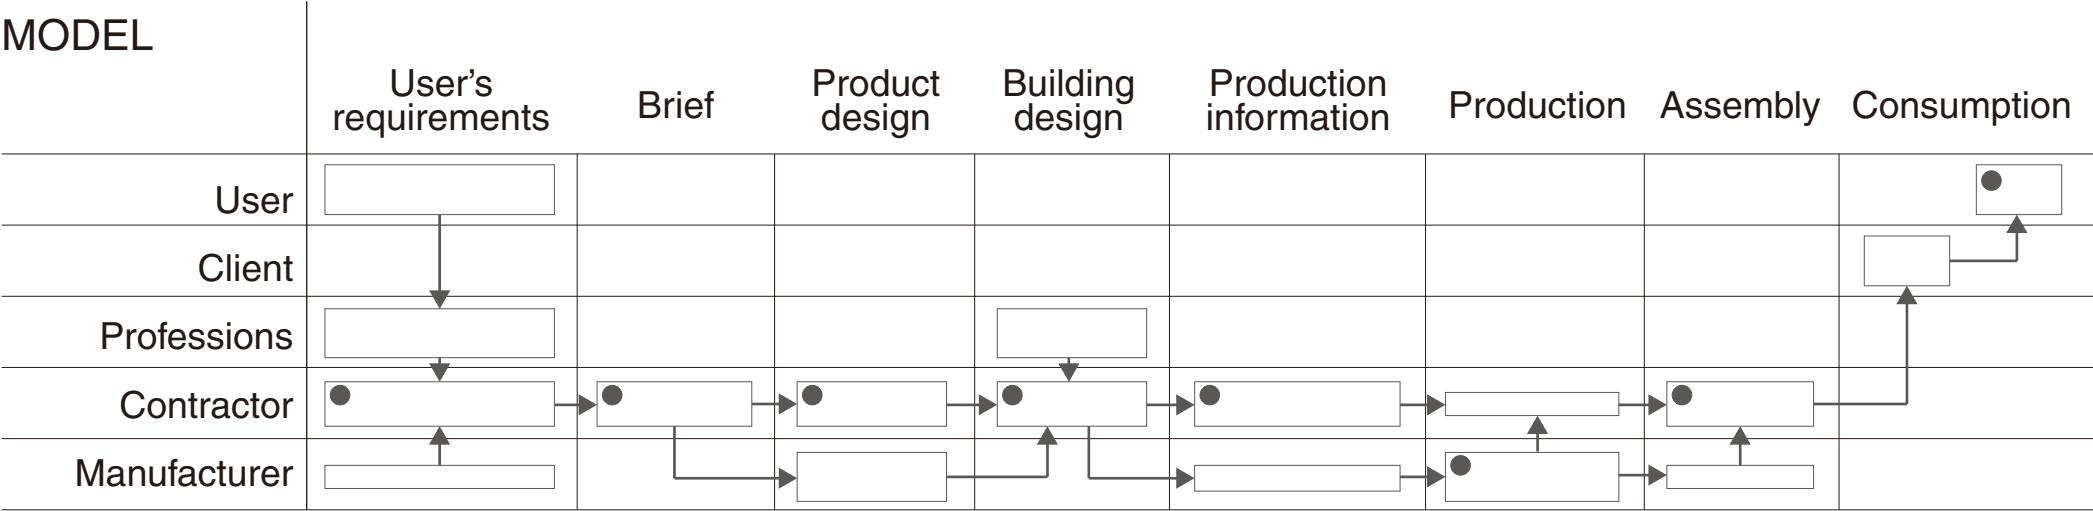 MODEL
User’s
requirements
Brief
Product
design
Building
design
Production
information
Production
Assembly
Consumption
User
Client
Professions
Contractor
Manufacturer